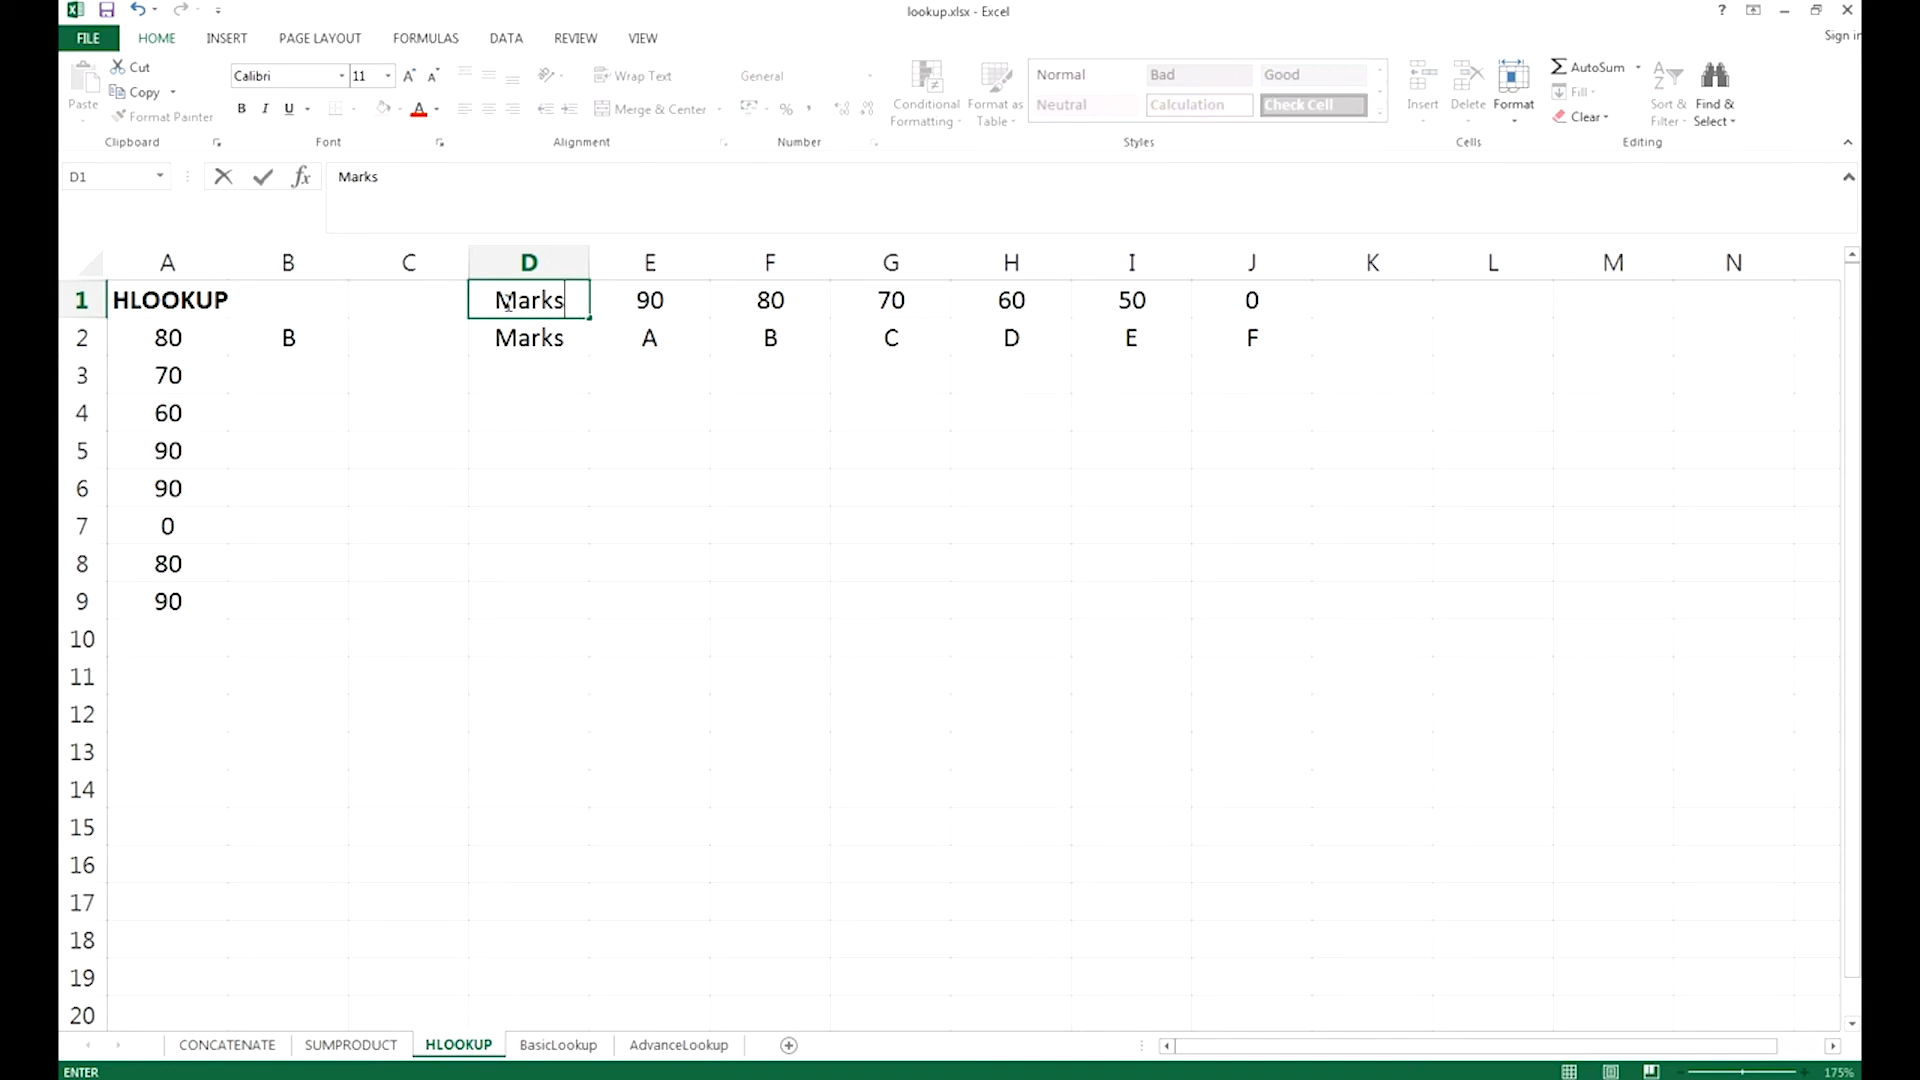 lookup.xlsx - Excel
?
Sign in
FILE HOME INSERT PAGE LAYOUT FORMULAS DATA REVIEW VIEW
Paste
Cut
Copy
Format Painter
Clipboard
Calibri 11
B I U
Font
Wrap Text
Merge & Center
Alignment
General
%
Number
Conditional Formatting
Format as Table
Normal Bad Good
Neutral Calculation Check Cell
Styles
Insert Delete Format
Cells
AutoSum
Fill
Clear
Sort & Filter
Find & Select
Editing
D1 fx Marks
A B C D E F G H I J K L M N
1 HLOOKUP Marks 90 80 70 60 50 0
2 80 B Marks A B C D E F
3 70
4 60
5 90
6 90
7 0
8 80
9 90
10
11
12
13
14
15
16
17
18
19
20
CONCATENATE SUMPRODUCT HLOOKUP BasicLookup AdvanceLookup
ENTER 175%